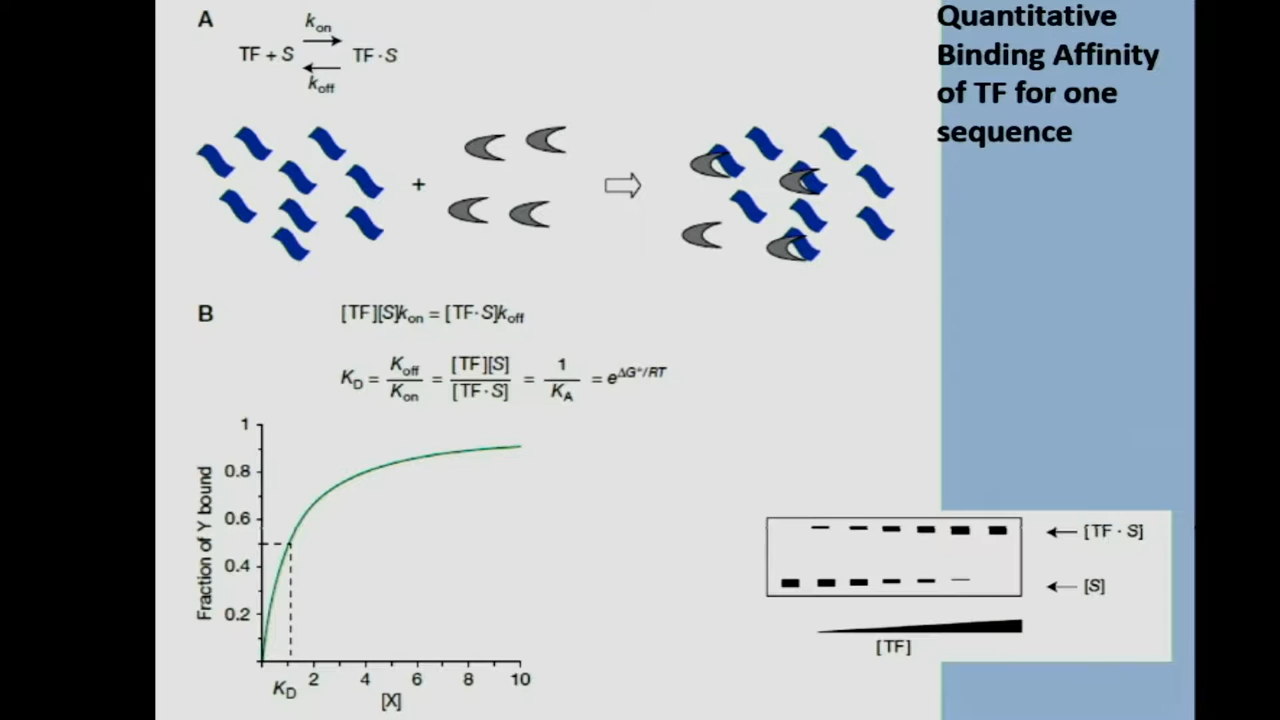 Quantitative
Binding Affinity
of TF for one
sequence
A
k_on
TF + S TF · S
k_off
+
B
[TF][S]k_on = [TF·S]k_off
K_D = K_off / K_on = [TF][S] / [TF · S] = 1 / K_A = e^ΔG°/RT
Fraction of Y bound
1
0.8
0.6
0.4
0.2
K_D 2 4 6 8 10
[X]
[TF · S]
[S]
[TF]